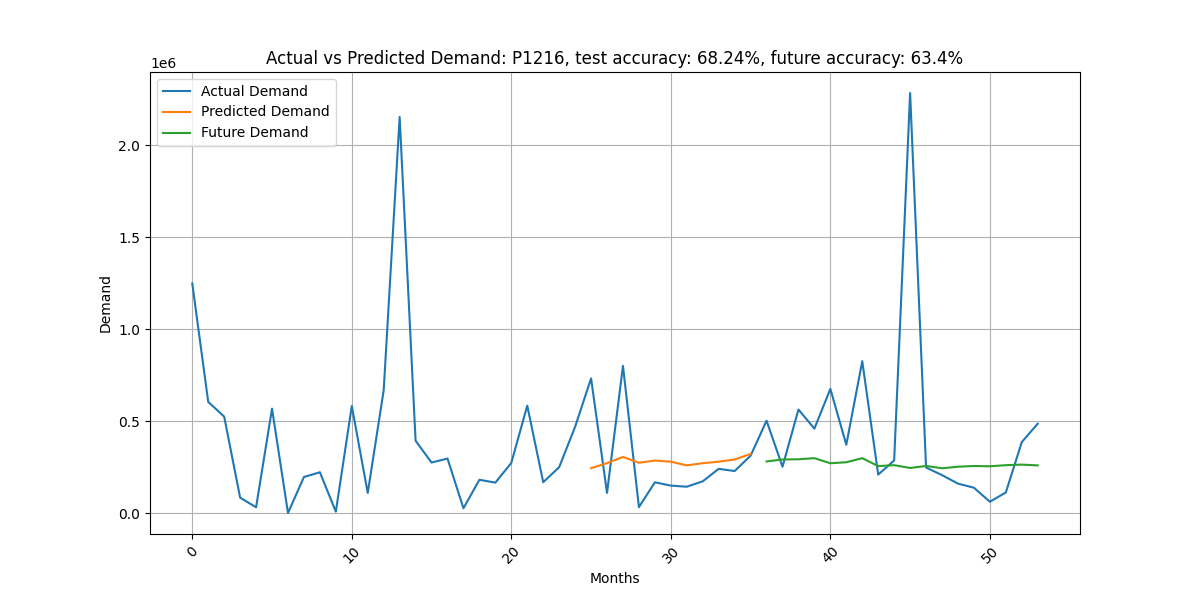 Actual vs Predicted Demand: P1216, test accuracy: 68.24%, future accuracy: 63.4%
1e6
Actual Demand
Predicted Demand
Future Demand
2.0
1.5
1.0
0.5
0.0
Demand
0
10
20
30
40
50
Months